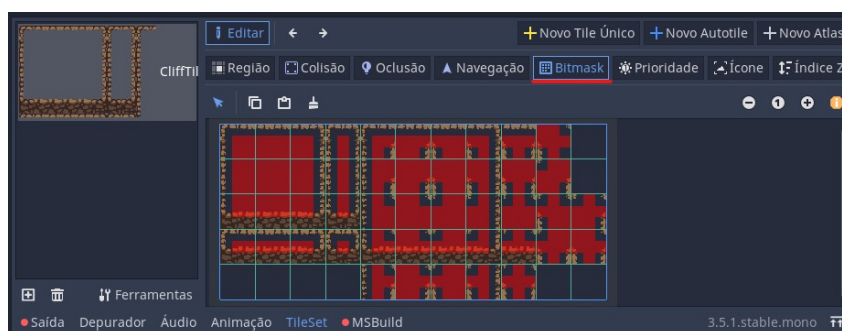 Editar
Novo Tile Único
Novo Autotile
Novo Atlas
CliffTil
Região
Colisão
Oclusão
Navegação
Bitmask
Prioridade
Ícone
Índice Z
Ferramentas
Saída
Depurador
Áudio
Animação
TileSet
MSBuild
3.5.1.stable.mono